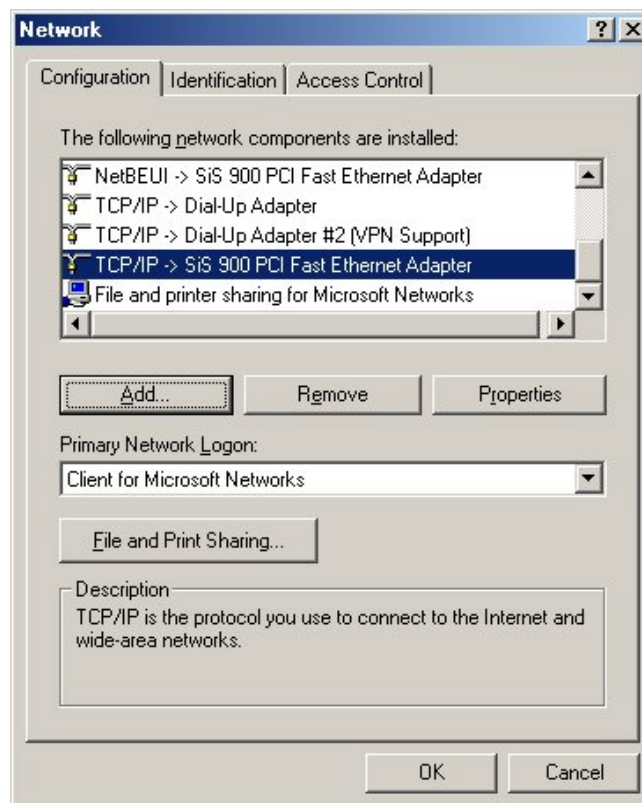 Network
Configuration Identification Access Control
The following network components are installed:
NetBEUI -> SiS 900 PCI Fast Ethernet Adapter
TCP/IP -> Dial-Up Adapter
TCP/IP -> Dial-Up Adapter #2 (VPN Support)
TCP/IP -> SiS 900 PCI Fast Ethernet Adapter
File and printer sharing for Microsoft Networks
Add... Remove Properties
Primary Network Logon:
Client for Microsoft Networks
File and Print Sharing...
Description
TCP/IP is the protocol you use to connect to the Internet and
wide-area networks.
OK Cancel